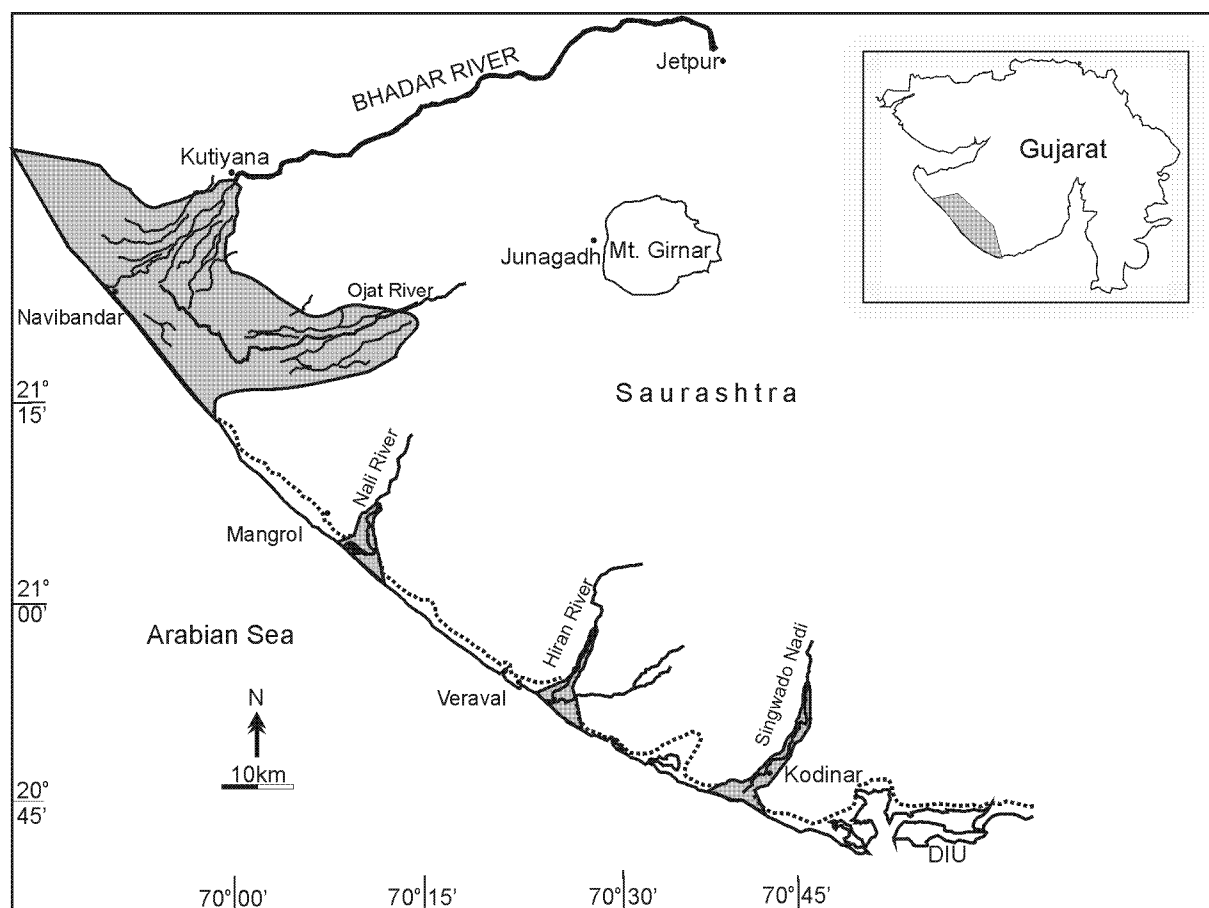 Jetpur
BHADAR RIVER
Kutiyana
Gujarat
Junagadh
Mt. Girnar
Ojat River
Navibandar
21°
15'
Saurashtra
Nali River
Mangrol
21°
00'
Hiran River
Arabian Sea
Singwado Nadi
Veraval
N
10km
Kodinar
20°
45'
DIU
70°00'
70°15'
70°30'
70°45'